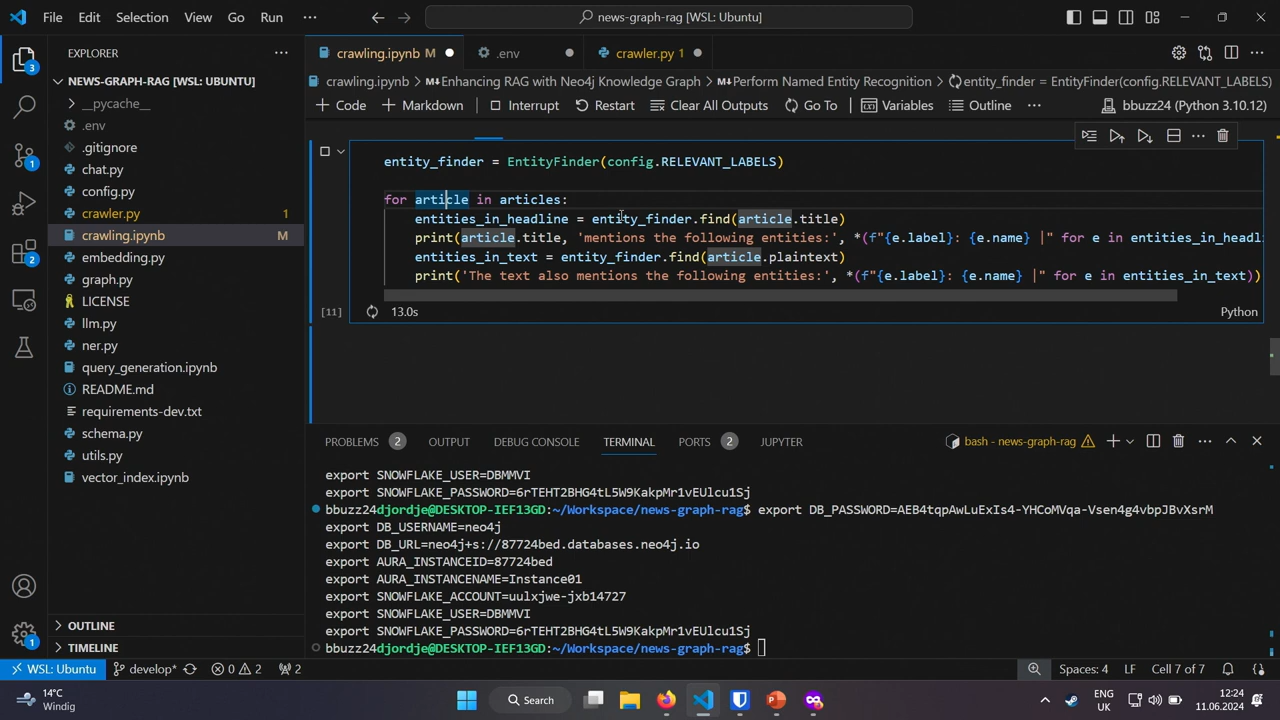 File Edit Selection View Go Run ··· news-graph-rag [WSL: Ubuntu]
EXPLORER ···
NEWS-GRAPH-RAG [WSL: UBUNTU]
__pycache__
.env
.gitignore
chat.py
config.py
crawler.py 1
crawling.ipynb M
embedding.py
graph.py
LICENSE
llm.py
ner.py
query_generation.ipynb
README.md
requirements-dev.txt
schema.py
utils.py
vector_index.ipynb
OUTLINE
TIMELINE
3
1
2
1
crawling.ipynb M .env crawler.py 1
crawling.ipynb > Enhancing RAG with Neo4j Knowledge Graph > Perform Named Entity Recognition > entity_finder = EntityFinder(config.RELEVANT_LABELS)
+ Code + Markdown Interrupt Restart Clear All Outputs Go To Variables Outline ··· bbuzz24 (Python 3.10.12)
entity_finder = EntityFinder(config.RELEVANT_LABELS)
for article in articles:
entities_in_headline = entity_finder.find(article.title)
print(article.title, 'mentions the following entities:', *(f"{e.label}: {e.name} |" for e in entities_in_headli
entities_in_text = entity_finder.find(article.plaintext)
print('The text also mentions the following entities:', *(f"{e.label}: {e.name} |" for e in entities_in_text))
[11] 13.0s Python
PROBLEMS 2 OUTPUT DEBUG CONSOLE TERMINAL PORTS 2 JUPYTER bash - news-graph-rag
export SNOWFLAKE_USER=DBMMVI
export SNOWFLAKE_PASSWORD=6rTEHT2BHG4tL5W9KakpMr1vEUlcu1Sj
bbuzz24djordje@DESKTOP-IEF13GD:~/Workspace/news-graph-rag$ export DB_PASSWORD=AEB4tqpAwLuExIs4-YHCoMVqa-Vsen4g4vbpJBvXsrM
export DB_USERNAME=neo4j
export DB_URL=neo4j+s://87724bed.databases.neo4j.io
export AURA_INSTANCEID=87724bed
export AURA_INSTANCENAME=Instance01
export SNOWFLAKE_ACCOUNT=uulxjwe-jxb14727
export SNOWFLAKE_USER=DBMMVI
export SNOWFLAKE_PASSWORD=6rTEHT2BHG4tL5W9KakpMr1vEUlcu1Sj
bbuzz24djordje@DESKTOP-IEF13GD:~/Workspace/news-graph-rag$
WSL: Ubuntu develop* 0 2 2 Spaces: 4 LF Cell 7 of 7
14°C
Windig
Search
ENG
UK
12:24
11.06.2024